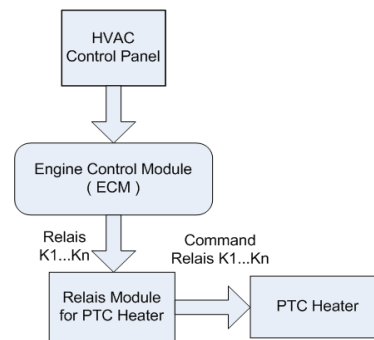 HVAC
Control Panel
Engine Control Module
( ECM )
Relais
K1...Kn
Command
Relais K1...Kn
Relais Module
for PTC Heater
PTC Heater